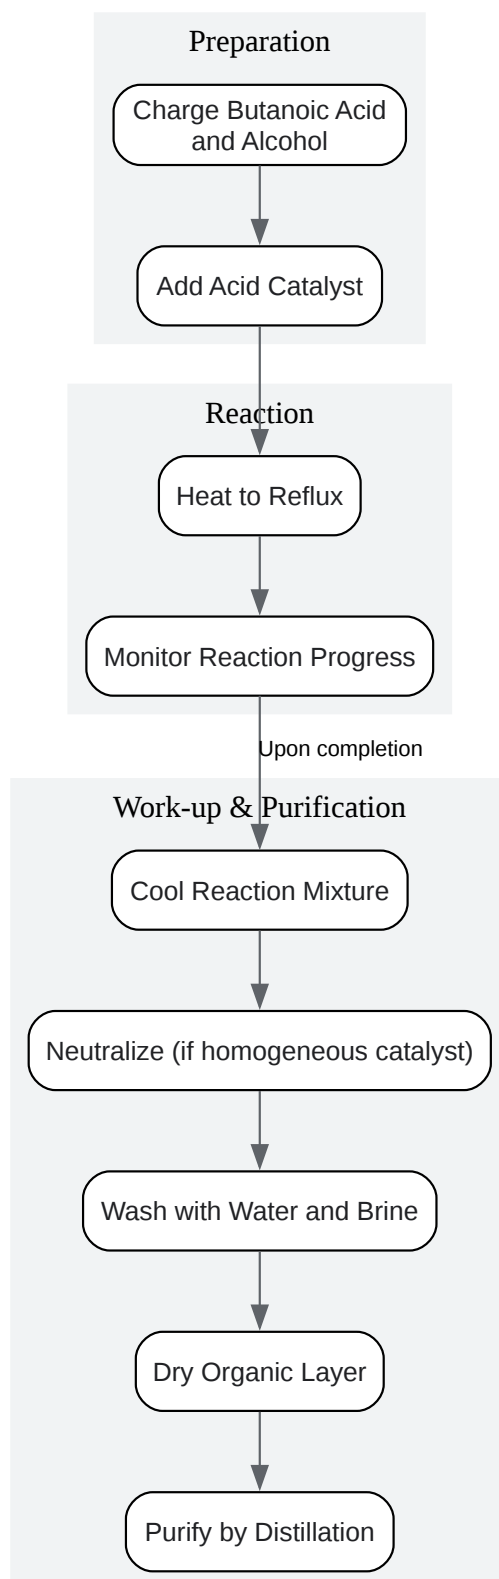 Preparation
Charge Butanoic Acid
and Alcohol
Add Acid Catalyst
Reaction
Heat to Reflux
Monitor Reaction Progress
Upon completion
Work-up & Purification
Cool Reaction Mixture
Neutralize (if homogeneous catalyst)
Wash with Water and Brine
Dry Organic Layer
Purify by Distillation